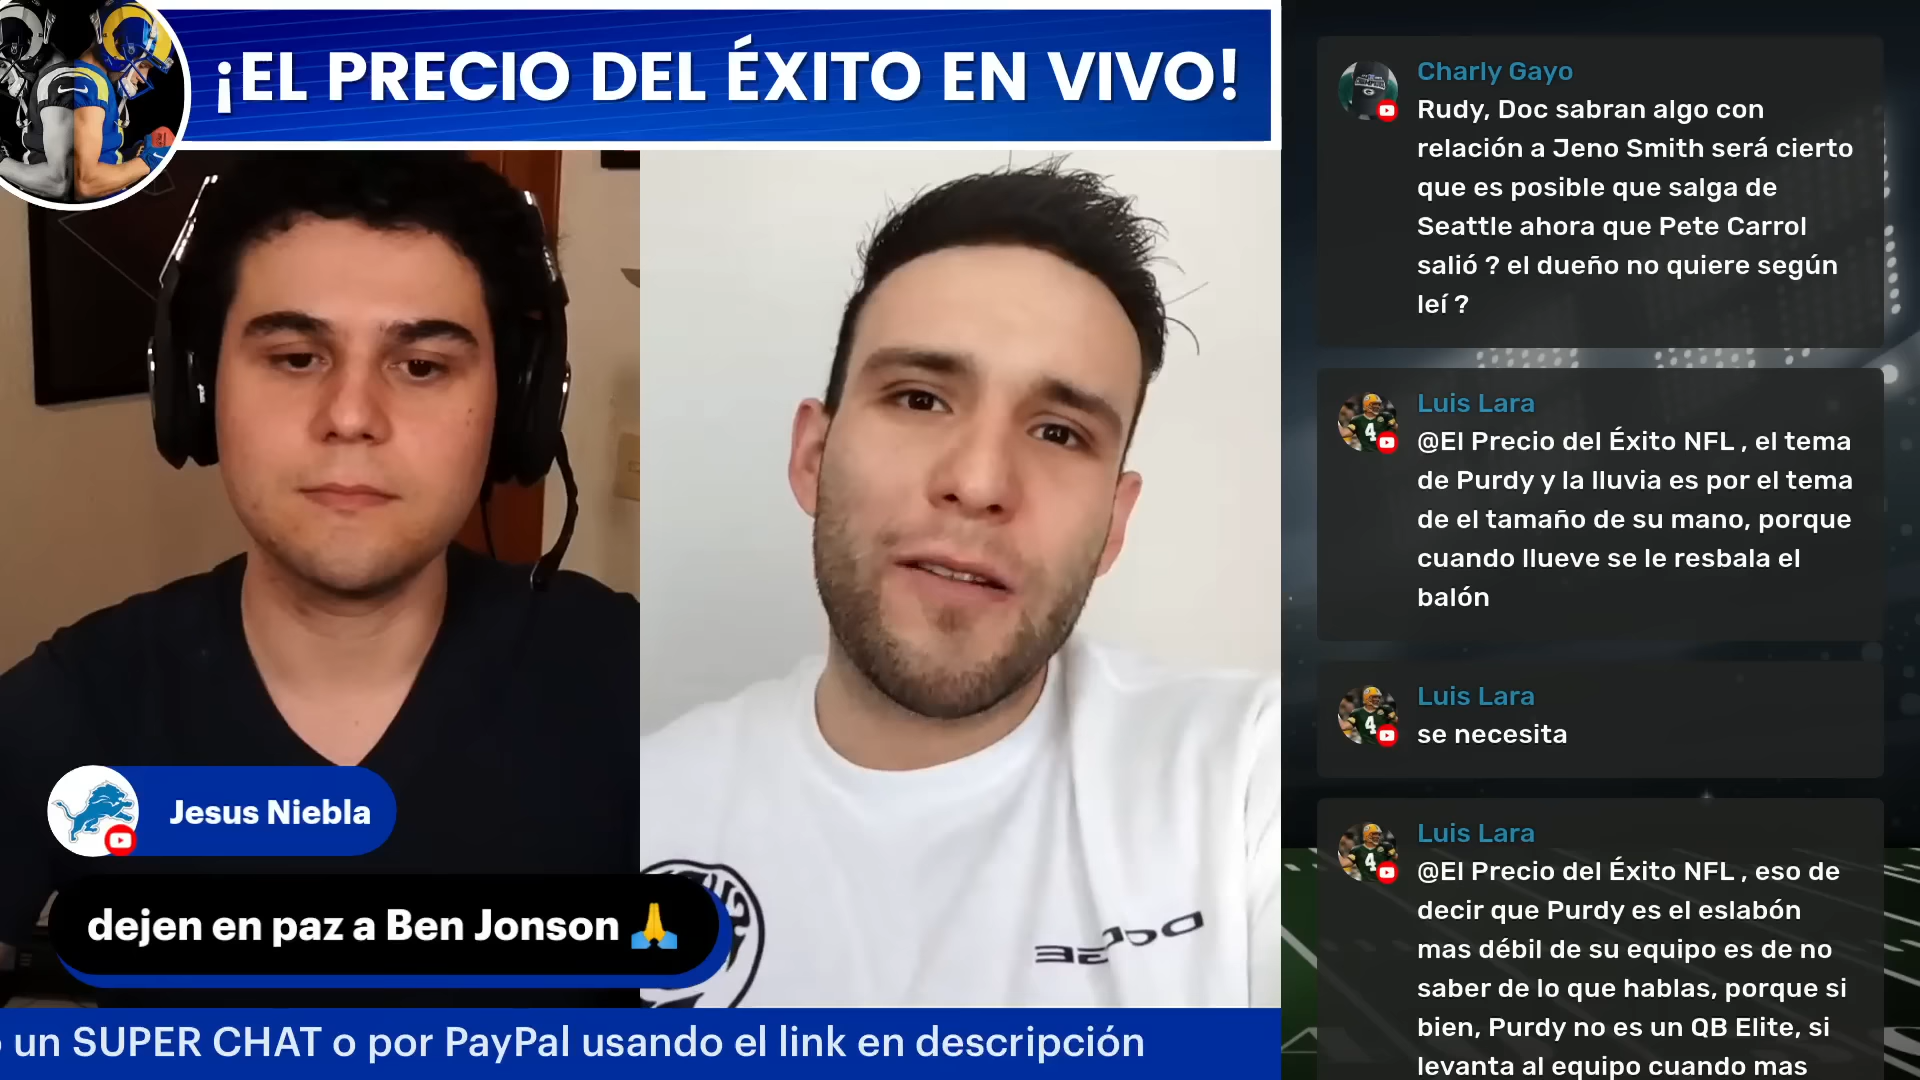 ¡EL PRECIO DEL ÉXITO EN VIVO!
Charly Gayo
Rudy, Doc sabran algo con
relación a Jeno Smith será cierto
que es posible que salga de
Seattle ahora que Pete Carrol
salió ? el dueño no quiere según
leí ?
Luis Lara
@El Precio del Éxito NFL , el tema
de Purdy y la lluvia es por el tema
de el tamaño de su mano, porque
cuando llueve se le resbala el
balón
Luis Lara
se necesita
Luis Lara
@El Precio del Éxito NFL , eso de
decir que Purdy es el eslabón
mas débil de su equipo es de no
saber de lo que hablas, porque si
bien, Purdy no es un QB Elite, si
levanta al equipo cuando mas
Jesus Niebla
dejen en paz a Ben Jonson 🙏
un SUPER CHAT o por PayPal usando el link en descripción